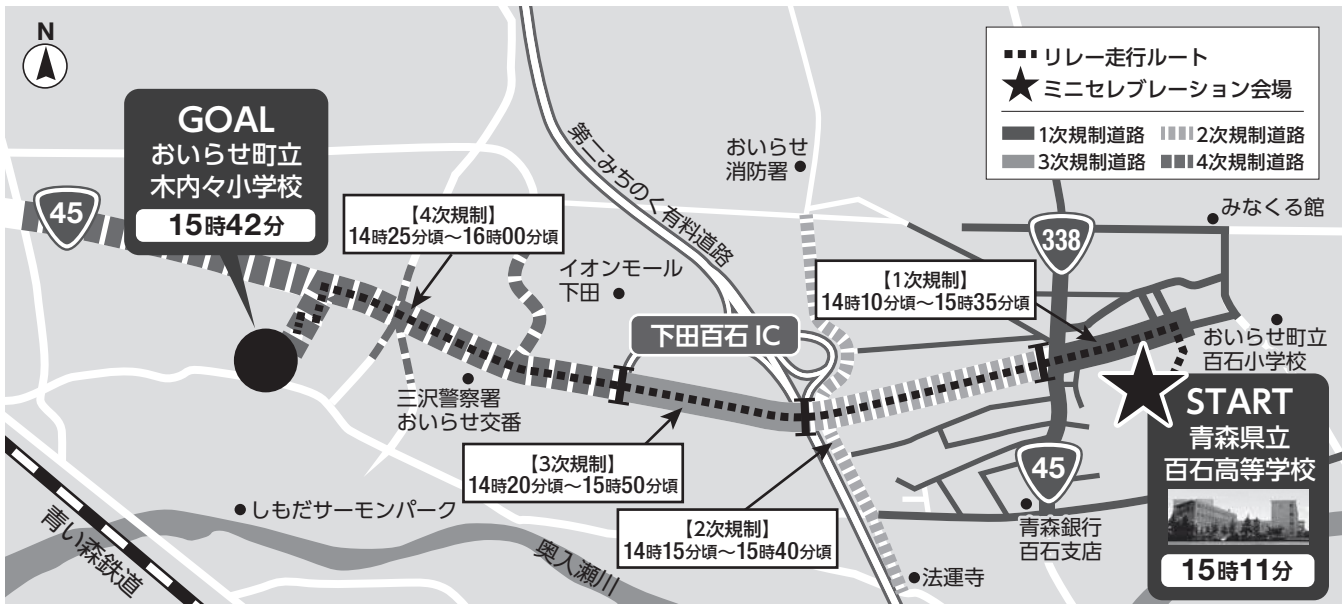 N
GOAL
おいらせ町立
木内々小学校
15時42分
45
【4次規制】
14時25分頃～16時00分頃
イオンモール
下田
第二みちのく有料道路
おいらせ
消防署
リレー走行ルート
ミニセレブレーション会場
1次規制道路
2次規制道路
3次規制道路
4次規制道路
みなくる館
338
【1次規制】
14時10分頃～15時35分頃
下田百石 IC
おいらせ町立
百石小学校
三沢警察署
おいらせ交番
START
青森県立
百石高等学校
15時11分
【3次規制】
14時20分頃～15時50分頃
45
しもだサーモンパーク
【2次規制】
14時15分頃～15時40分頃
青森銀行
百石支店
青い森鉄道
奥入瀬川
法運寺